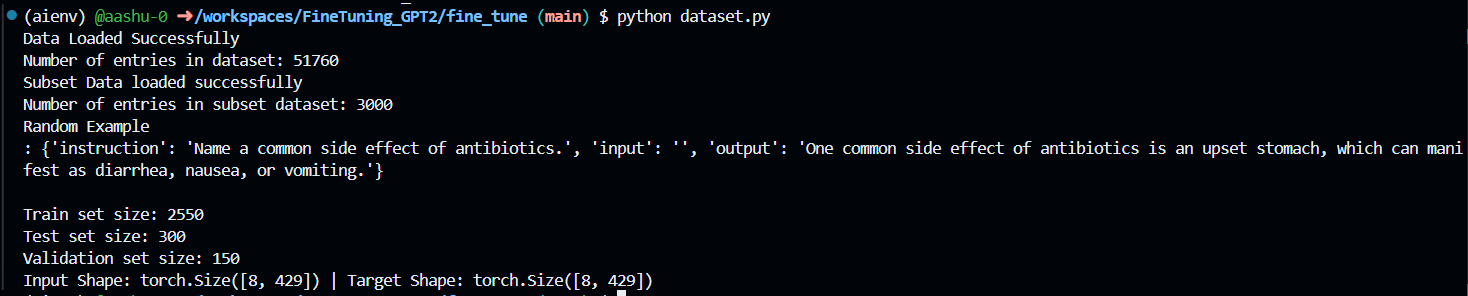 (aienv) @aashu-0 ➜/workspaces/FineTuning_GPT2/fine_tune (main) $ python dataset.py
Data Loaded Successfully
Number of entries in dataset: 51760
Subset Data loaded successfully
Number of entries in subset dataset: 3000
Random Example
: {'instruction': 'Name a common side effect of antibiotics.', 'input': '', 'output': 'One common side effect of antibiotics is an upset stomach, which can mani
fest as diarrhea, nausea, or vomiting.'}
Train set size: 2550
Test set size: 300
Validation set size: 150
Input Shape: torch.Size([8, 429]) | Target Shape: torch.Size([8, 429])